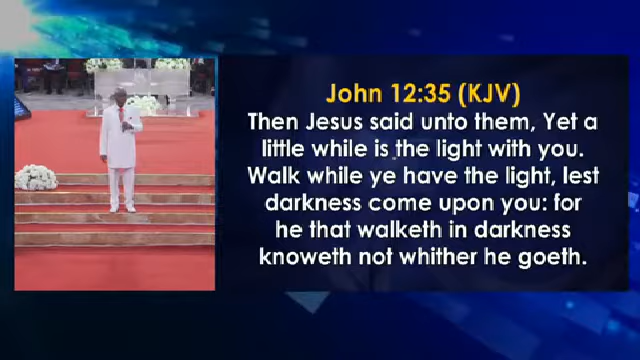 John 12:35 (KJV)
Then Jesus said unto them, Yet a
little while is the light with you.
Walk while ye have the light, lest
darkness come upon you: for
he that walketh in darkness
knoweth not whither he goeth.